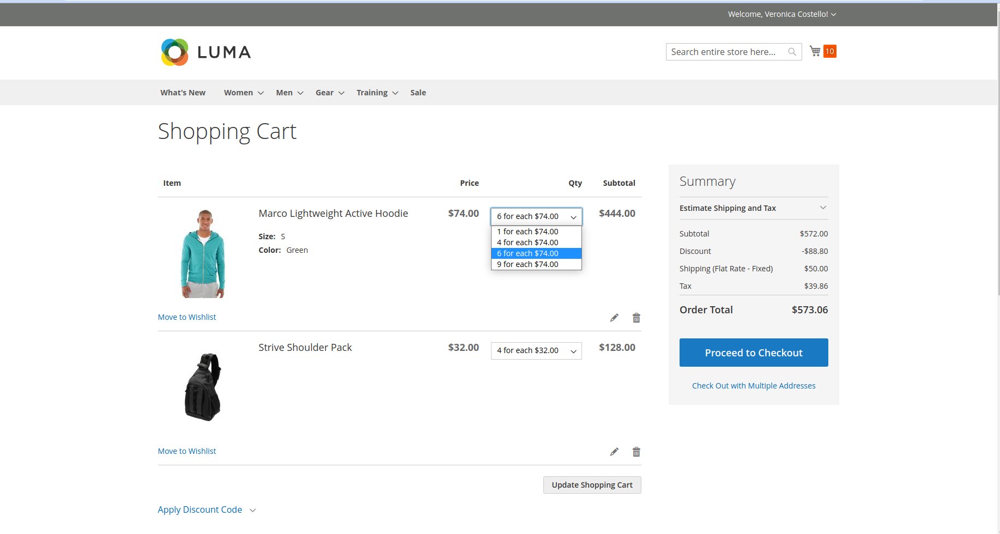 Welcome, Veronica Costello!
LUMA
Search entire store here...
10
What's New Women Men Gear Training Sale
Shopping Cart
Item Price Qty Subtotal
Marco Lightweight Active Hoodie $74.00 6 for each $74.00 $444.00
1 for each $74.00
4 for each $74.00
6 for each $74.00
9 for each $74.00
Size: S
Color: Green
Move to Wishlist
Strive Shoulder Pack $32.00 4 for each $32.00 $128.00
Move to Wishlist
Update Shopping Cart
Apply Discount Code
Summary
Estimate Shipping and Tax
Subtotal $572.00
Discount -$88.80
Shipping (Flat Rate - Fixed) $50.00
Tax $39.86
Order Total $573.06
Proceed to Checkout
Check Out with Multiple Addresses